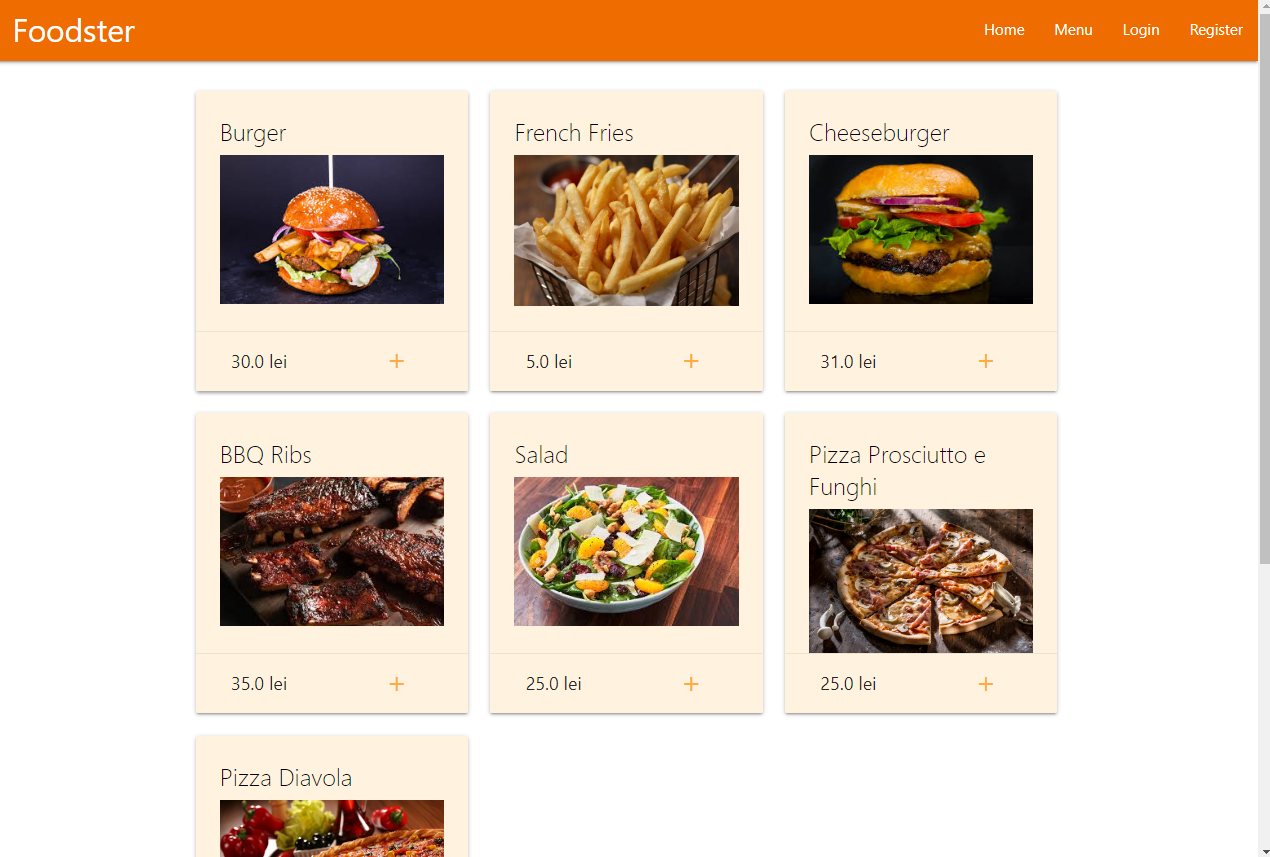 Foodster
Home Menu Login Register
Burger
French Fries
Cheeseburger
30.0 lei +
5.0 lei +
31.0 lei +
BBQ Ribs
Salad
Pizza Prosciutto e
Funghi
35.0 lei +
25.0 lei +
25.0 lei +
Pizza Diavola